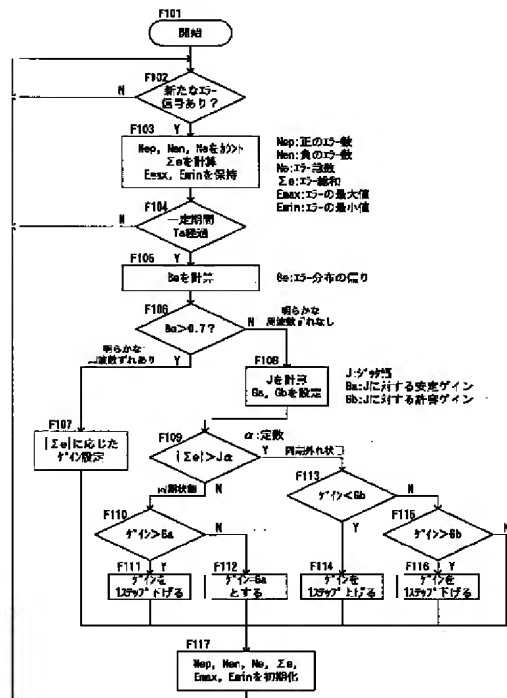 F101
開始
F102
新たなエラー
信号あり?
N
Y
F103
Nep, Nen, Neをカウント
Σeを計算
Emax, Eminを保持
Nep:正のエラー数
Nen:負のエラー数
Ne:エラー総数
Σe:エラー総和
Emax:エラーの最大値
Emin:エラーの最小値
F104
一定期間
Ta経過
N
Y
F105
Beを計算
Be:エラー分布の偏り
F106
Be>0.7?
N
明らかな
周波数ずれなし
明らかな
周波数ずれあり
Y
F108
Jを計算
Ga, Gbを設定
J:ジッタ幅
Ga:Jに対する安定ゲイン
Gb:Jに対する許容ゲイン
F107
|Σe|に応じた
ゲイン設定
F109
|Σe|>Jα
α:定数
Y
同期外れ状
同期状態
N
F113
ゲイン<Gb
N
Y
F110
ゲイン>Ga
N
Y
F115
ゲイン>Gb
N
Y
F111
ゲインを
1ステップ下げる
F112
ゲイン=Ga
とする
F114
ゲインを
1ステップ上げる
F116
ゲインを
1ステップ下げる
F117
Nep, Nen, Ne, Σe,
Emax, Eminを初期化